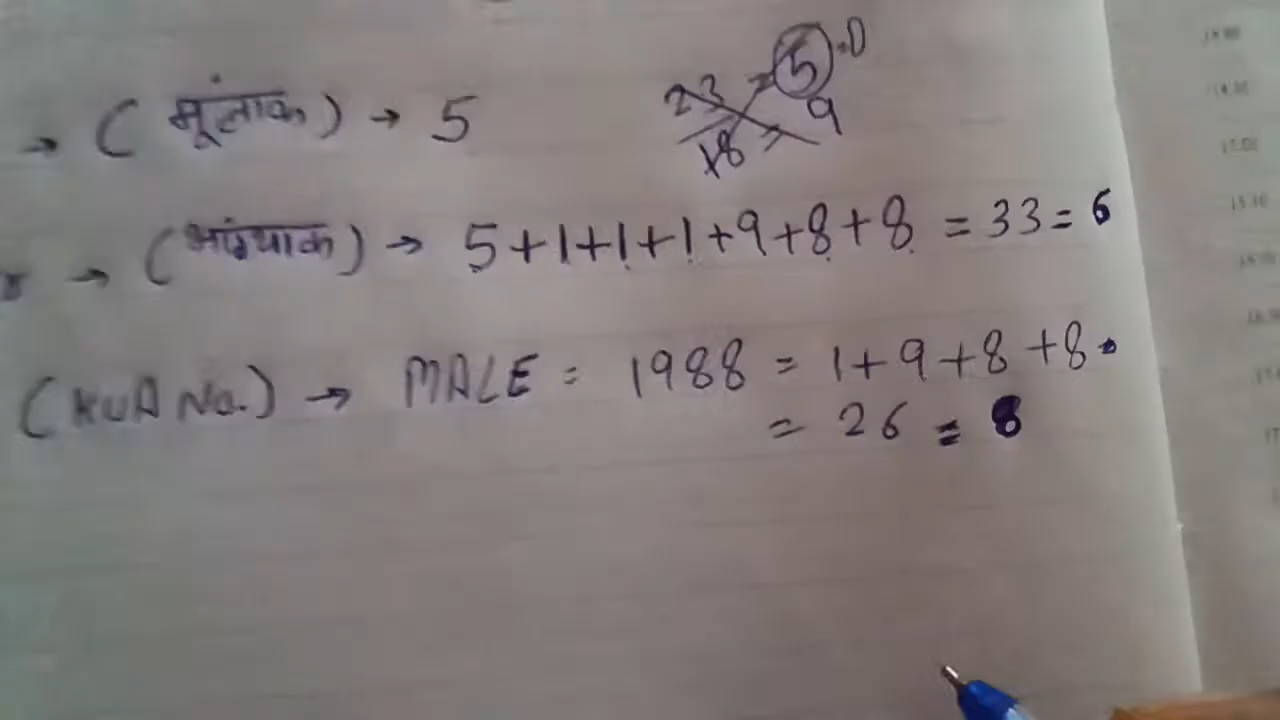 23 = 5 → D
18 = 9
→ (मूलांक) → 5
→ (भाग्यांक) → 5+1+1+1+9+8+8 = 33 = 6
(KUA No.) → MALE = 1988 = 1+9+8+8
= 26 = 8